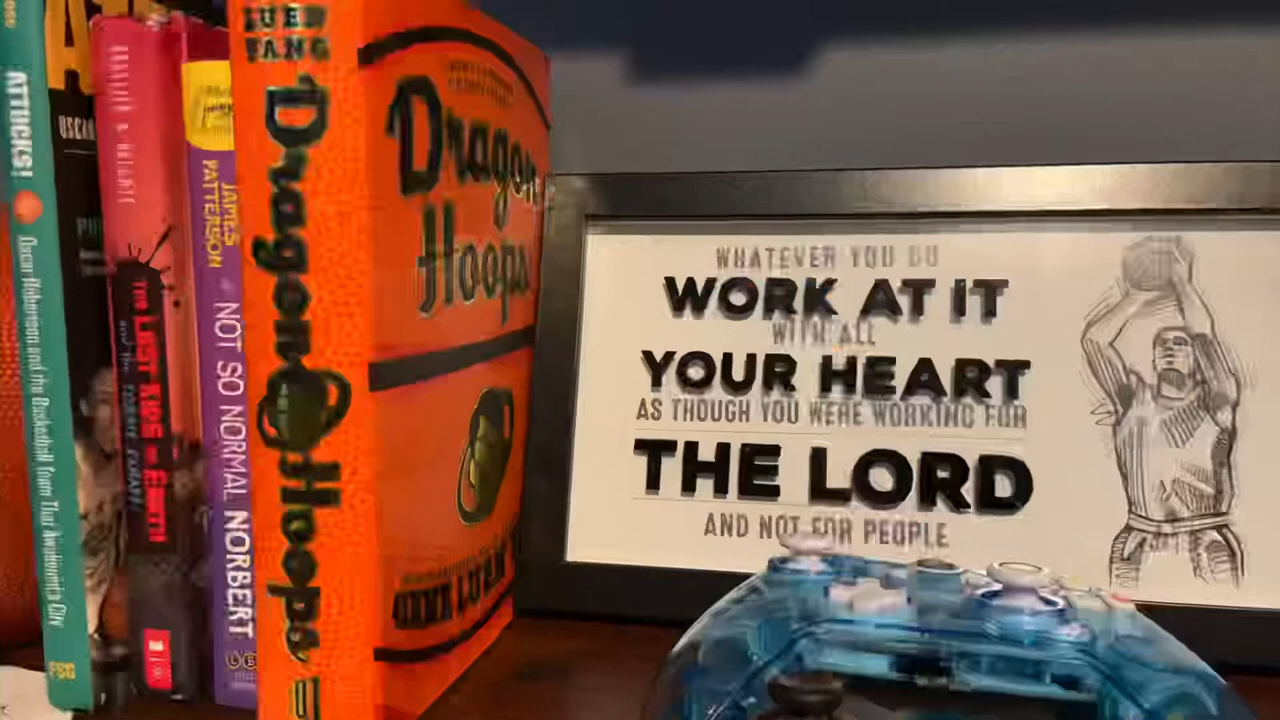 ATTUCKS!
Oscar Robertson and the Basketball Team That Awakened a City
FSG
THE LAST KIDS ON EARTH
JAMES
PATTERSON
NOT SO NORMAL NORBERT
LUEN
YANG
Dragon Hoops
Dragon
Hoops
GENE LUEN
WHATEVER YOU DO
WORK AT IT
WITH ALL
YOUR HEART
AS THOUGH YOU WERE WORKING FOR
THE LORD
AND NOT FOR PEOPLE